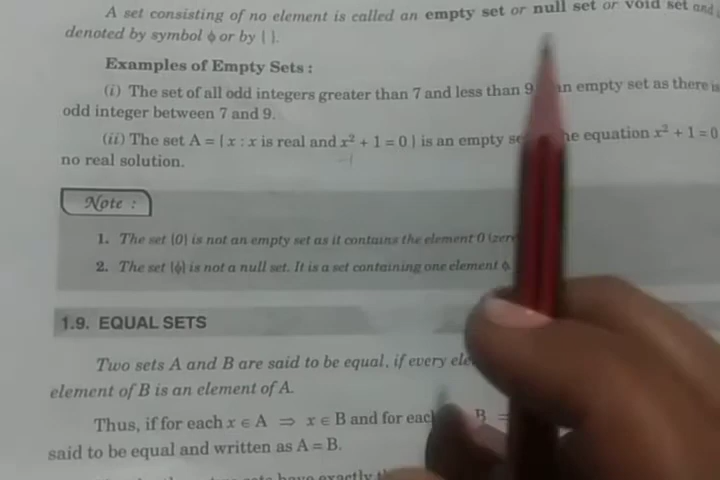 A set consisting of no element is called an empty set or null set or void set and
denoted by symbol ϕ or by { }.
Examples of Empty Sets :
(i) The set of all odd integers greater than 7 and less than 9 an empty set as there is
odd integer between 7 and 9.
(ii) The set A = { x : x is real and x² + 1 = 0 } is an empty equation x² + 1 = 0
no real solution.
Note :
1. The set {0} is not an empty set as it contains the element 0
2. The set {ϕ} is not a null set. It is a set containing one element ϕ.
1.9. EQUAL SETS
Two sets A and B are said to be equal, if every
element of B is an element of A.
Thus, if for each x ∈ A ⇒ x ∈ B and for B ⇒
said to be equal and written as A = B.
have exactly